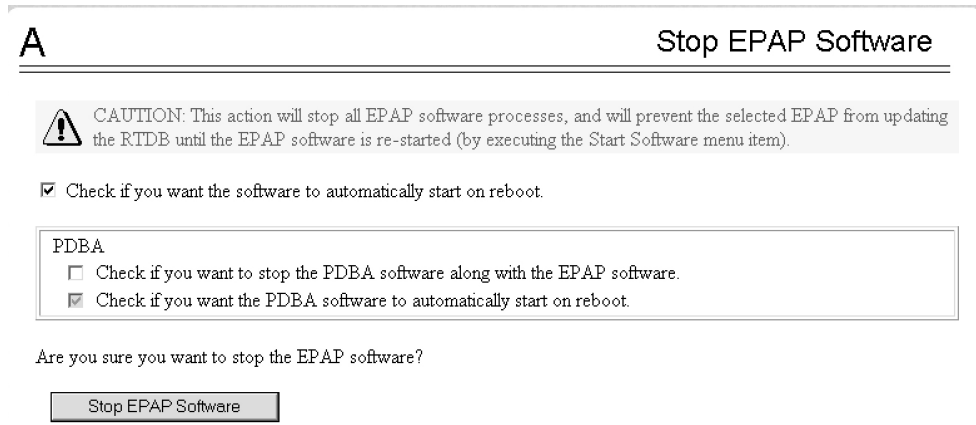 A
Stop EPAP Software
CAUTION: This action will stop all EPAP software processes, and will prevent the selected EPAP from updating
the RTDB until the EPAP software is re-started (by executing the Start Software menu item).
Check if you want the software to automatically start on reboot.
PDBA
Check if you want to stop the PDBA software along with the EPAP software.
Check if you want the PDBA software to automatically start on reboot.
Are you sure you want to stop the EPAP software?
Stop EPAP Software